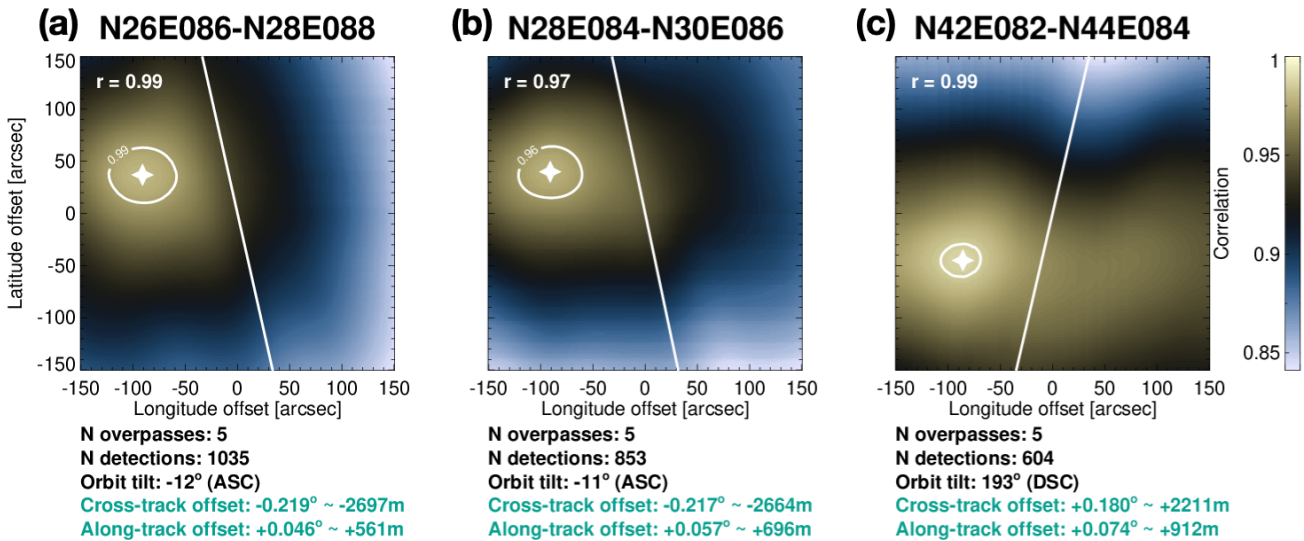 (a) N26E086-N28E088
(b) N28E084-N30E086
(c) N42E082-N44E084
r = 0.99
0.99
r = 0.97
0.96
r = 0.99
150
100
50
0
-50
-100
-150
Latitude offset [arcsec]
-150 -100 -50 0 50 100 150
Longitude offset [arcsec]
-150 -100 -50 0 50 100 150
Longitude offset [arcsec]
-150 -100 -50 0 50 100 150
Longitude offset [arcsec]
1
0.95
0.9
0.85
Correlation
N overpasses: 5
N detections: 1035
Orbit tilt: -12° (ASC)
Cross-track offset: -0.219° ~ -2697m
Along-track offset: +0.046° ~ +561m
N overpasses: 5
N detections: 853
Orbit tilt: -11° (ASC)
Cross-track offset: -0.217° ~ -2664m
Along-track offset: +0.057° ~ +696m
N overpasses: 5
N detections: 604
Orbit tilt: 193° (DSC)
Cross-track offset: +0.180° ~ +2211m
Along-track offset: +0.074° ~ +912m